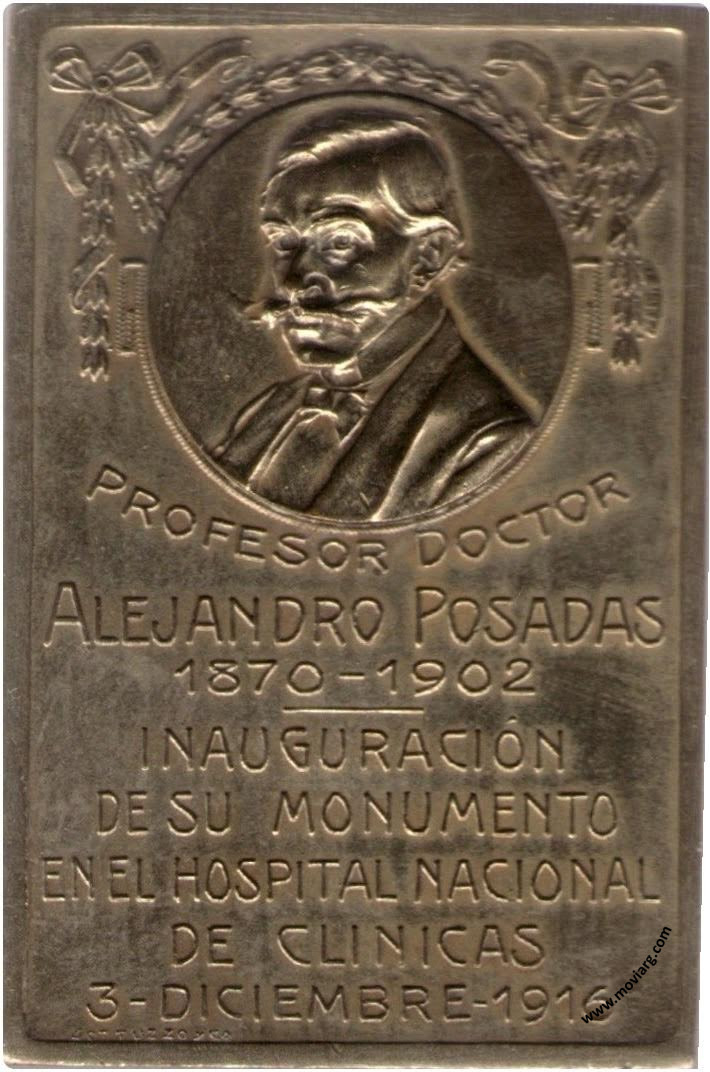 PROFESOR DOCTOR
ALEJANDRO POSADAS
1870-1902
INAUGURACIÓN
DE SU MONUMENTO
EN EL HOSPITAL NACIONAL
DE CLINICAS
3-DICIEMBRE-1916
www.moviarg.com